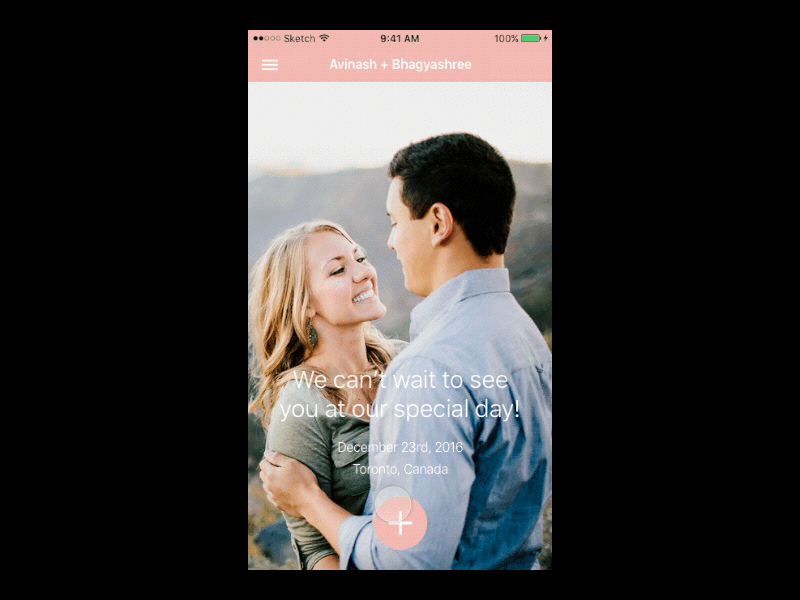 Sketch 9:41 AM 100%
Avinash + Bhagyashree
We can't wait to see
you at our special day!
December 23rd, 2016
Toronto, Canada